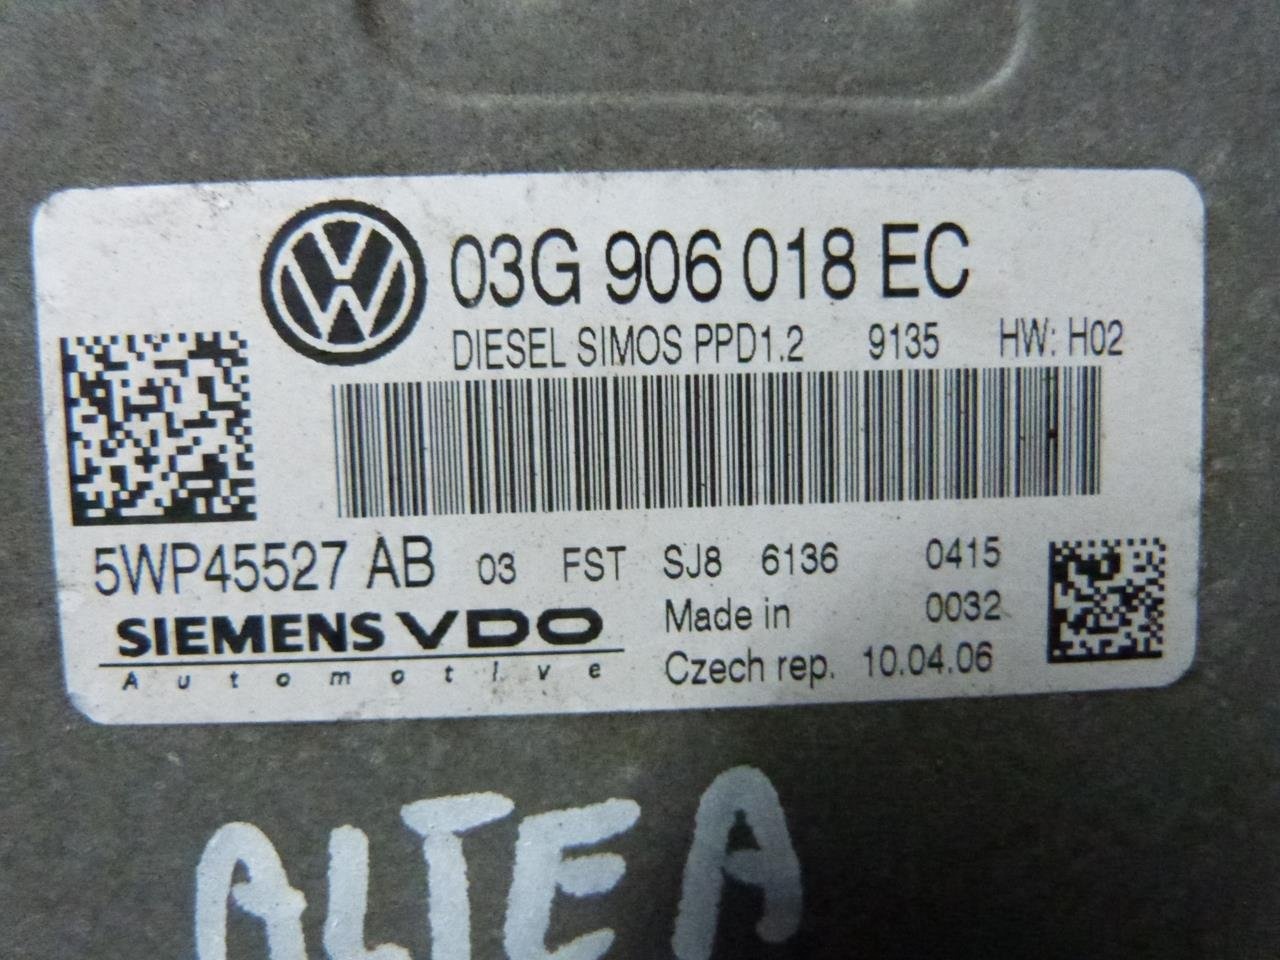 03G 906 018 EC
DIESEL SIMOS PPD1.2 9135 HW: H02
5WP45527 AB 03 FST SJ8 6136 0415
SIEMENS VDO Made in 0032
Automotive Czech rep. 10.04.06
ALTEA